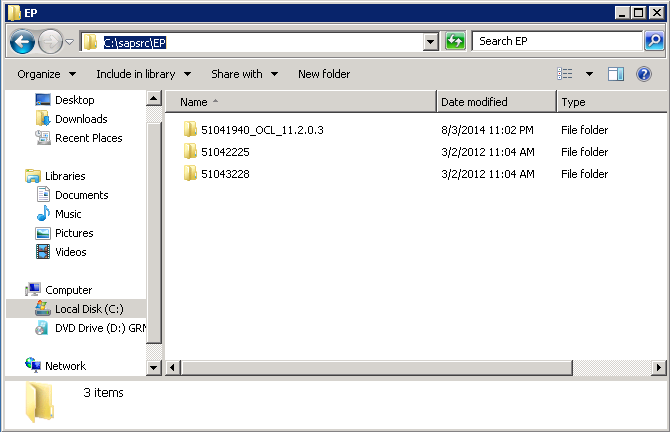 EP
C:\sapsrc\EP
Search EP
Organize Include in library Share with New folder
Desktop
Downloads
Recent Places
Libraries
Documents
Music
Pictures
Videos
Computer
Local Disk (C:)
DVD Drive (D:) GRM
Network
Name Date modified Type
51041940_OCL_11.2.0.3 8/3/2014 11:02 PM File folder
51042225 3/2/2012 11:04 AM File folder
51043228 3/2/2012 11:04 AM File folder
3 items